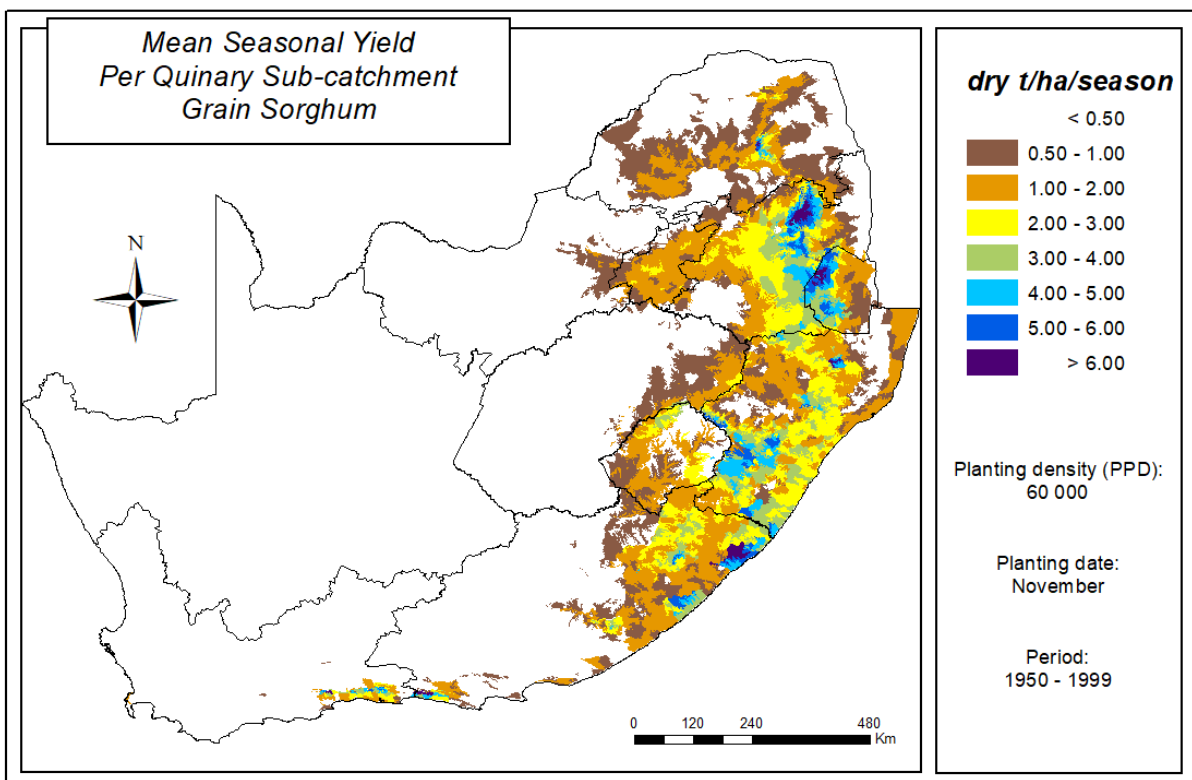 Mean Seasonal Yield
Per Quinary Sub-catchment
Grain Sorghum
N
0 120 240 480
Km
dry t/ha/season
< 0.50
0.50 - 1.00
1.00 - 2.00
2.00 - 3.00
3.00 - 4.00
4.00 - 5.00
5.00 - 6.00
> 6.00
Planting density (PPD):
60 000
Planting date:
November
Period:
1950 - 1999